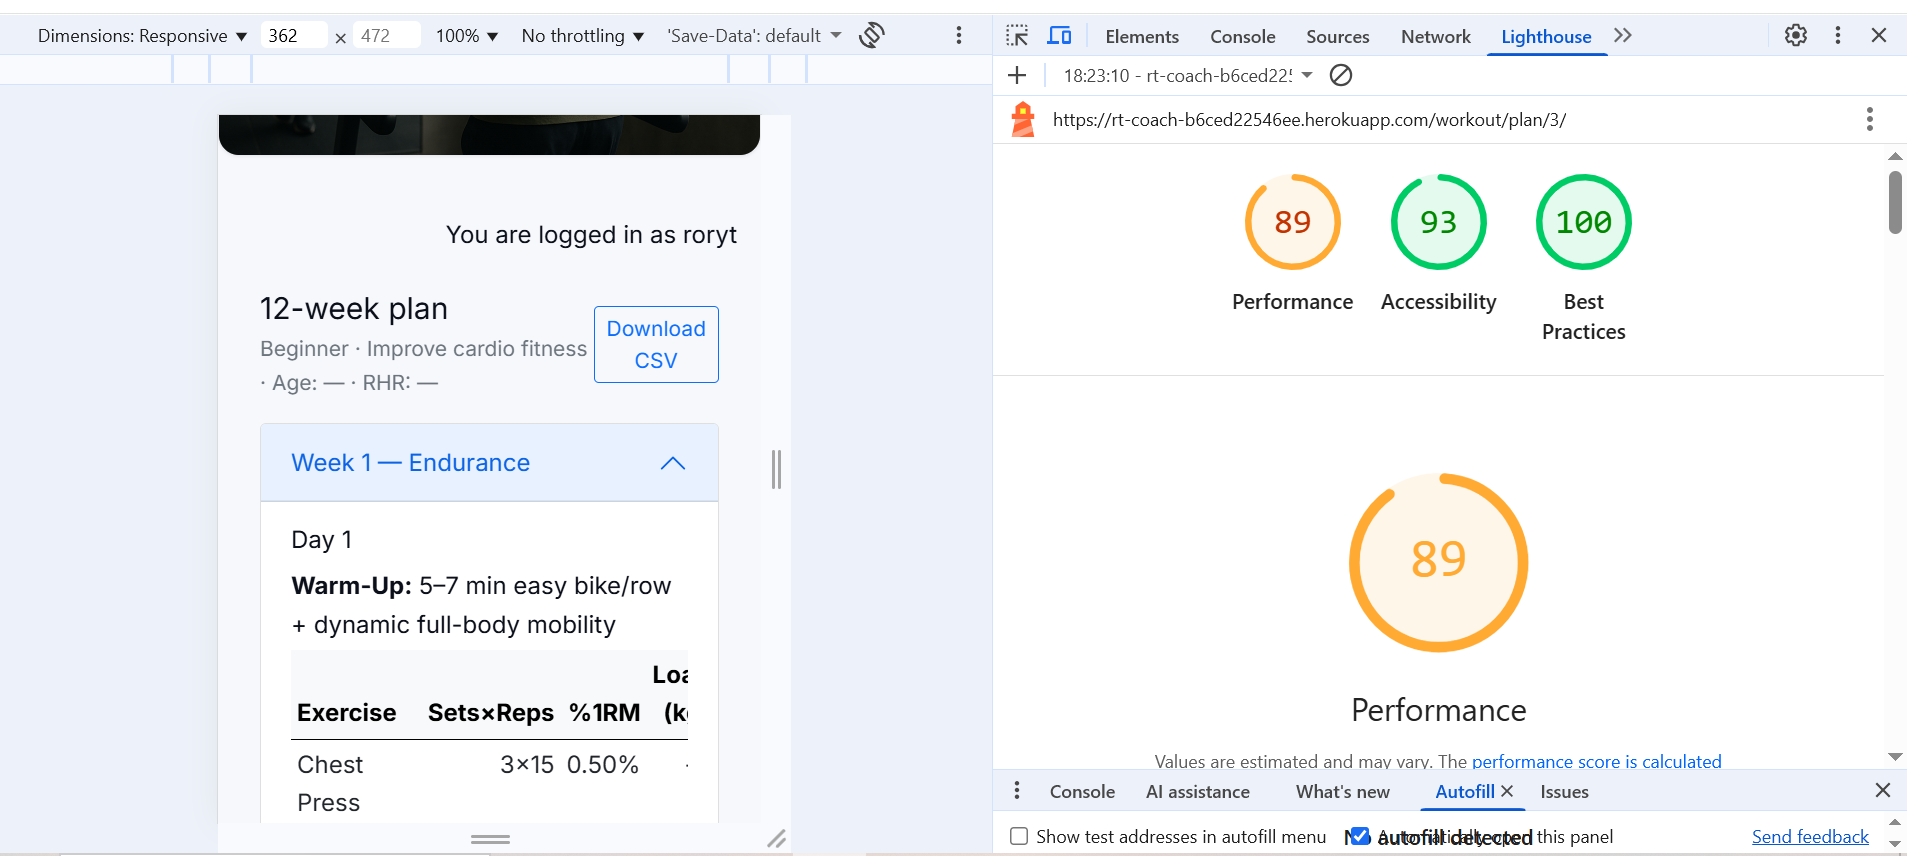 Dimensions: Responsive ▼ 362 × 472 100% ▼ No throttling ▼ 'Save-Data': default
Elements Console Sources Network Lighthouse
18:23:10 - rt-coach-b6ced22
https://rt-coach-b6ced22546ee.herokuapp.com/workout/plan/3/
You are logged in as roryt
12-week plan
Beginner · Improve cardio fitness
· Age: — · RHR: —
Download
CSV
Week 1 — Endurance
Day 1
Warm-Up: 5–7 min easy bike/row
+ dynamic full-body mobility
Loa
Exercise Sets×Reps %1RM (k
Chest 3×15 0.50% -
Press
89 93 100
Performance Accessibility Best
Practices
89
Performance
Values are estimated and may vary. The performance score is calculated
Console AI assistance What's new Autofill Issues
Show test addresses in autofill menu Automatically open this panel Send feedback
No autofill detected